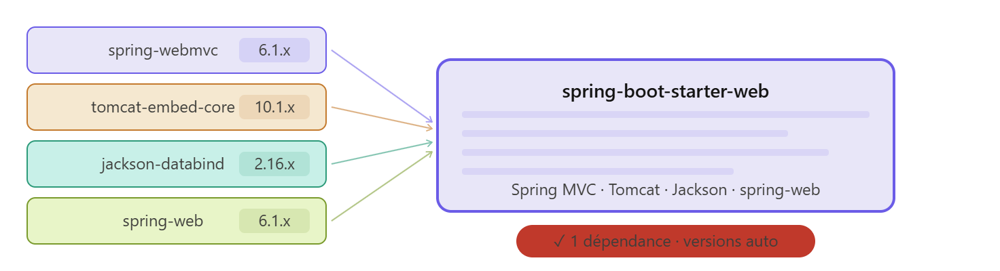 spring-webmvc 6.1.x
tomcat-embed-core 10.1.x
jackson-databind 2.16.x
spring-web 6.1.x
spring-boot-starter-web
Spring MVC · Tomcat · Jackson · spring-web
✓ 1 dépendance · versions auto